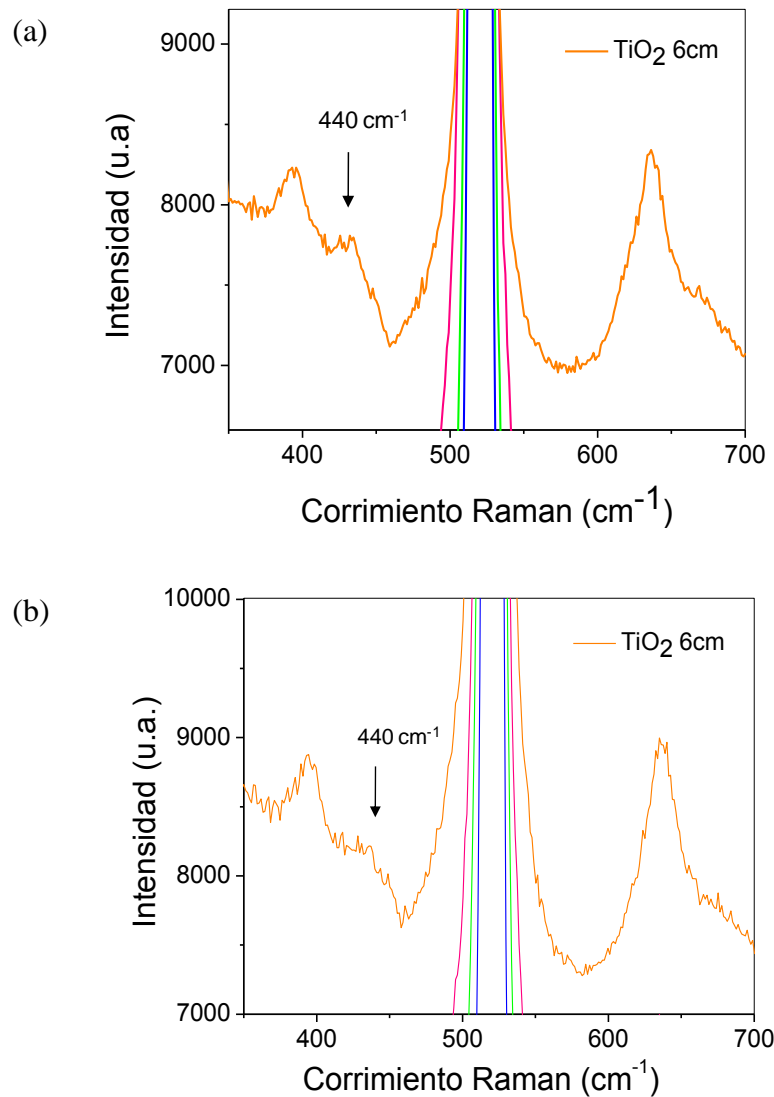 (a)
9000
8000
7000
Intensidad (u.a)
TiO2 6cm
440 cm-1
400 500 600 700
Corrimiento Raman (cm-1)
(b)
10000
9000
8000
7000
Intensidad (u.a.)
TiO2 6cm
440 cm-1
400 500 600 700
Corrimiento Raman (cm-1)